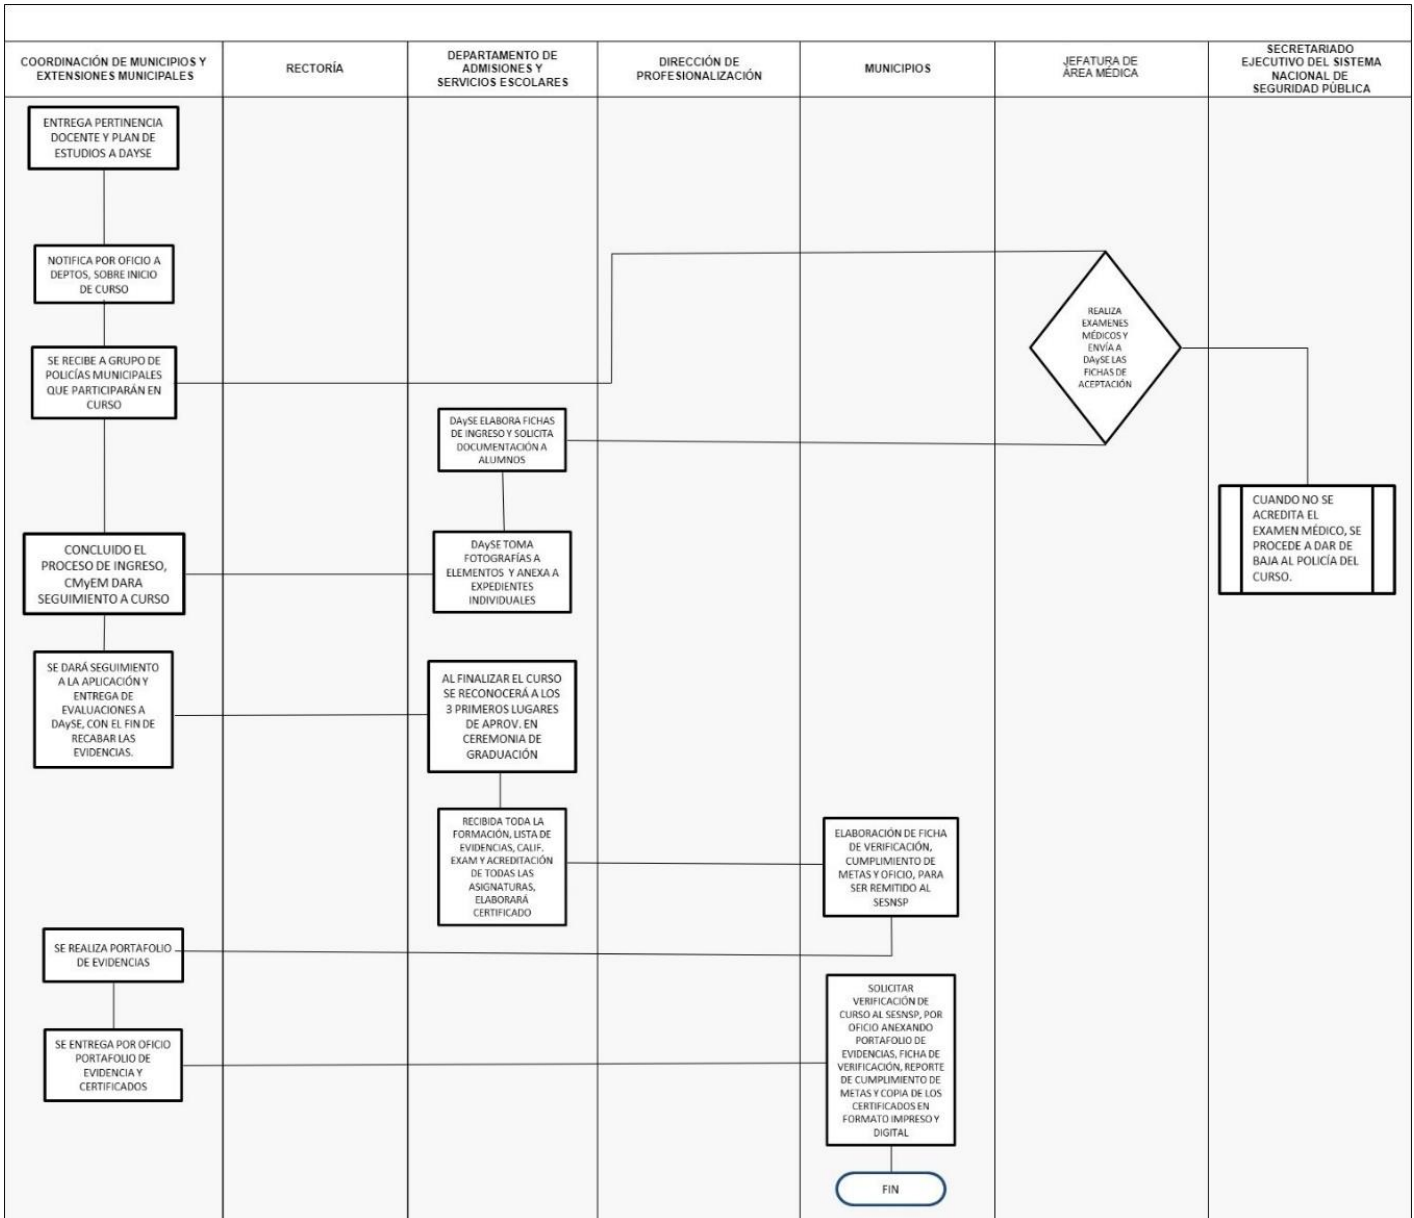 COORDINACIÓN DE MUNICIPIOS Y
EXTENSIONES MUNICIPALES
RECTORÍA
DEPARTAMENTO DE
ADMISIONES Y
SERVICIOS ESCOLARES
DIRECCIÓN DE
PROFESIONALIZACIÓN
MUNICIPIOS
JEFATURA DE
ÁREA MÉDICA
SECRETARIADO
EJECUTIVO DEL SISTEMA
NACIONAL DE
SEGURIDAD PÚBLICA
ENTREGA PERTINENCIA
DOCENTE Y PLAN DE
ESTUDIOS A DAYSE
NOTIFICA POR OFICIO A
DEPTOS, SOBRE INICIO
DE CURSO
SE RECIBE A GRUPO DE
POLICÍAS MUNICIPALES
QUE PARTICIPARÁN EN
CURSO
REALIZA
EXAMENES
MÉDICOS Y
ENVÍA A
DAySE LAS
FICHAS DE
ACEPTACIÓN
DAySE ELABORA FICHAS
DE INGRESO Y SOLICITA
DOCUMENTACIÓN A
ALUMNOS
CUANDO NO SE
ACREDITA EL
EXAMEN MÉDICO, SE
PROCEDE A DAR DE
BAJA AL POLICÍA DEL
CURSO.
CONCLUIDO EL
PROCESO DE INGRESO,
CMyEM DARA
SEGUIMIENTO A CURSO
DAySE TOMA
FOTOGRAFÍAS A
ELEMENTOS Y ANEXA A
EXPEDIENTES
INDIVIDUALES
SE DARÁ SEGUIMIENTO
A LA APLICACIÓN Y
ENTREGA DE
EVALUACIONES A
DAySE, CON EL FIN DE
RECABAR LAS
EVIDENCIAS.
AL FINALIZAR EL CURSO
SE RECONOCERÁ A LOS
3 PRIMEROS LUGARES
DE APROV. EN
CEREMONIA DE
GRADUACIÓN
RECIBIDA TODA LA
FORMACIÓN, LISTA DE
EVIDENCIAS, CALIF.
EXAM Y ACREDITACIÓN
DE TODAS LAS
ASIGNATURAS,
ELABORARÁ
CERTIFICADO
ELABORACIÓN DE FICHA
DE VERIFICACIÓN,
CUMPLIMIENTO DE
METAS Y OFICIO, PARA
SER REMITIDO AL
SESNSP
SE REALIZA PORTAFOLIO
DE EVIDENCIAS
SE ENTREGA POR OFICIO
PORTAFOLIO DE
EVIDENCIA Y
CERTIFICADOS
SOLICITAR
VERIFICACIÓN DE
CURSO AL SESNSP, POR
OFICIO ANEXANDO
PORTAFOLIO DE
EVIDENCIAS, FICHA DE
VERIFICACIÓN, REPORTE
DE CUMPLIMIENTO DE
METAS Y COPIA DE LOS
CERTIFICADOS EN
FORMATO IMPRESO Y
DIGITAL
FIN